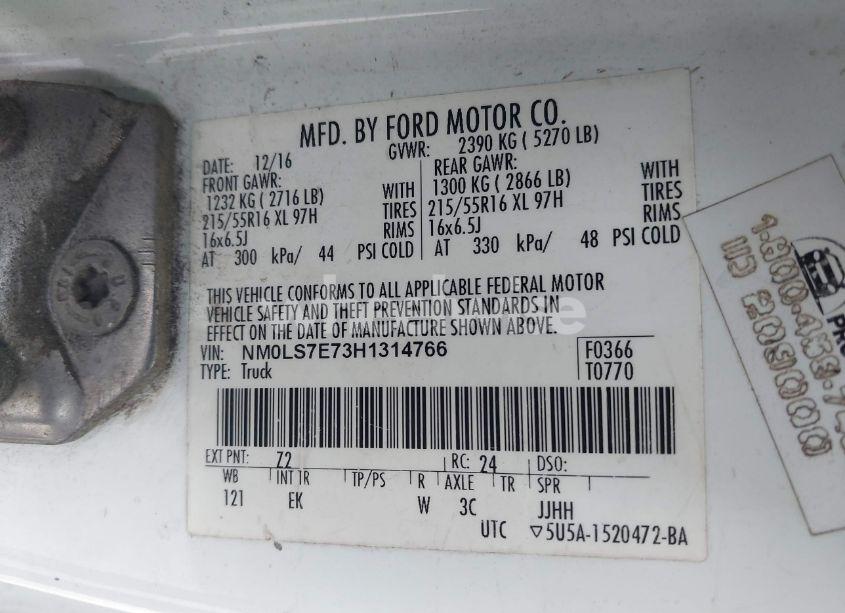 MFD. BY FORD MOTOR CO.
DATE: 12/16
GVWR: 2390 KG ( 5270 LB)
FRONT GAWR:
1232 KG ( 2716 LB) WITH
215/55R16 XL 97H TIRES
16x6.5J RIMS
AT 300 kPa/ 44 PSI COLD
REAR GAWR:
1300 KG ( 2866 LB) WITH
215/55R16 XL 97H TIRES
16x6.5J RIMS
AT 330 kPa/ 48 PSI COLD
THIS VEHICLE CONFORMS TO ALL APPLICABLE FEDERAL MOTOR
VEHICLE SAFETY AND THEFT PREVENTION STANDARDS IN
EFFECT ON THE DATE OF MANUFACTURE SHOWN ABOVE.
VIN: NM0LS7E73H1314766 F0366
TYPE: Truck T0770
EXT PNT: Z2 RC: 24 DSO:
WB INT TR TP/PS R AXLE TR SPR
121 EK W 3C JJHH
UTC ▽5U5A-1520472-BA